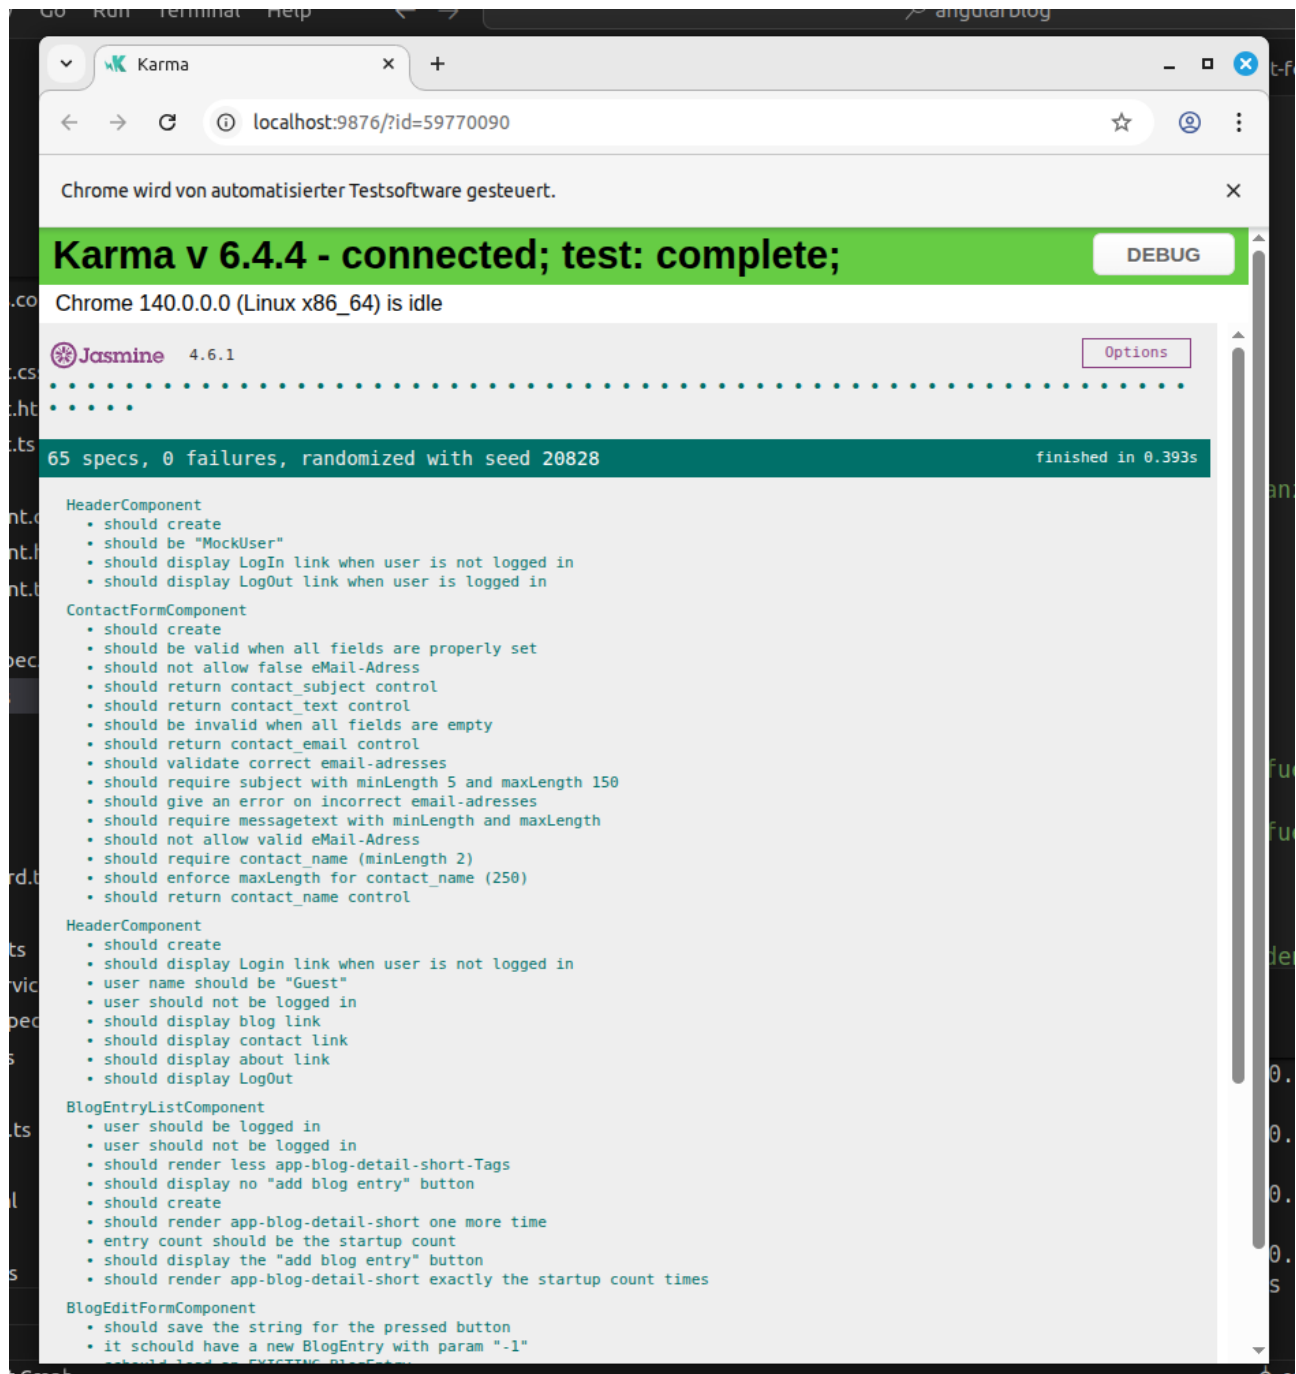 Go Run Terminal Help
angularblog
Karma
localhost:9876/?id=59770090
Chrome wird von automatisierter Testsoftware gesteuert.
Karma v 6.4.4 - connected; test: complete;
DEBUG
Chrome 140.0.0.0 (Linux x86_64) is idle
Jasmine 4.6.1
Options
65 specs, 0 failures, randomized with seed 20828
finished in 0.393s
HeaderComponent
• should create
• should be "MockUser"
• should display LogIn link when user is not logged in
• should display LogOut link when user is logged in
ContactFormComponent
• should create
• should be valid when all fields are properly set
• should not allow false eMail-Adress
• should return contact_subject control
• should return contact_text control
• should be invalid when all fields are empty
• should return contact_email control
• should validate correct email-adresses
• should require subject with minLength 5 and maxLength 150
• should give an error on incorrect email-adresses
• should require messagetext with minLength and maxLength
• should not allow valid eMail-Adress
• should require contact_name (minLength 2)
• should enforce maxLength for contact_name (250)
• should return contact_name control
HeaderComponent
• should create
• should display Login link when user is not logged in
• user name should be "Guest"
• user should not be logged in
• should display blog link
• should display contact link
• should display about link
• should display LogOut
BlogEntryListComponent
• user should be logged in
• user should not be logged in
• should render less app-blog-detail-short-Tags
• should display no "add blog entry" button
• should create
• should render app-blog-detail-short one more time
• entry count should be the startup count
• should display the "add blog entry" button
• should render app-blog-detail-short exactly the startup count times
BlogEditFormComponent
• should save the string for the pressed button
• it schould have a new BlogEntry with param "-1"